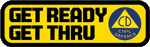 GET READY
GET THRU
CD
CIVIL
DEFENCE